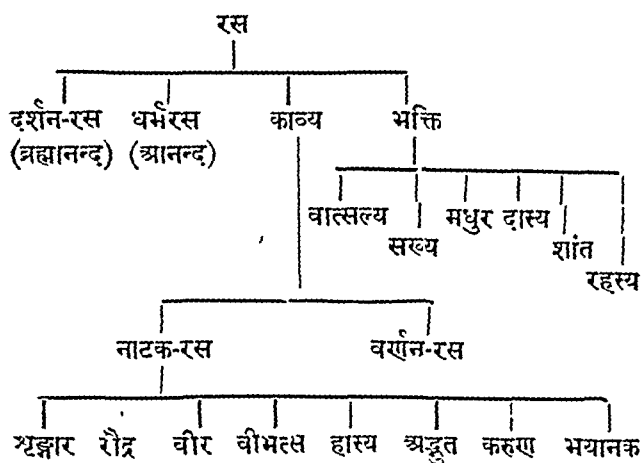 रस
दर्शन-रस धर्मरस काव्य भक्ति
(ब्रह्मानन्द) (आनन्द)
वात्सल्य सख्य मधुर दास्य शांत रहस्य
नाटक-रस वर्णन-रस
शृङ्गार रौद्र वीर वीभत्स हास्य अद्भुत करुण भयानक